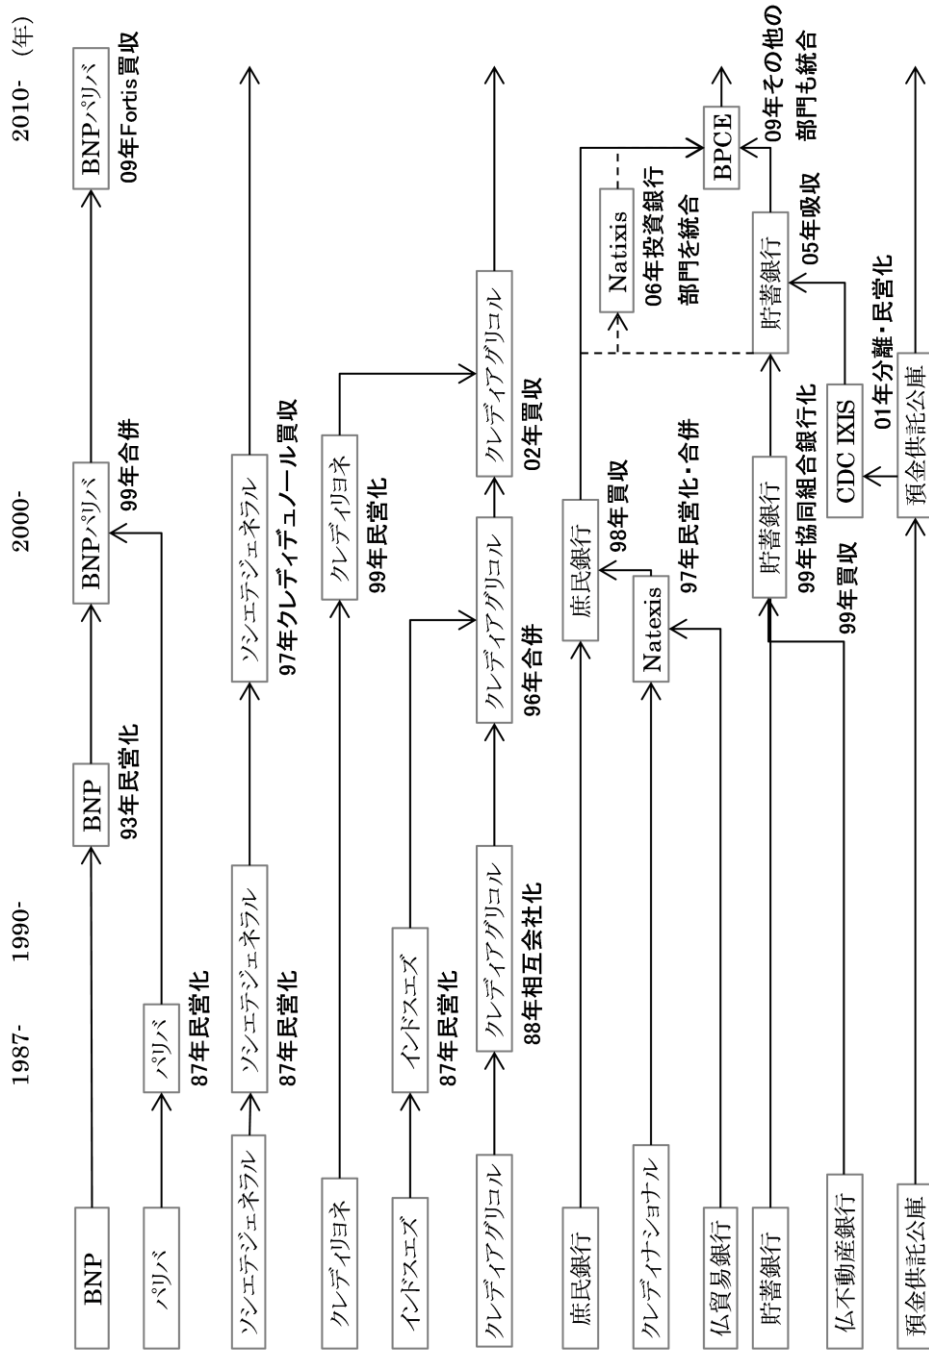 1987-
1990-
2000-
2010-
(年)
BNP
BNP
93年民営化
BNPパリバ
99年合併
BNPパリバ
09年Fortis買収
パリバ
パリバ
87年民営化
ソシエテジェネラル
ソシエテジェネラル
87年民営化
ソシエテジェネラル
97年クレディデュノール買収
クレディリヨネ
クレディリヨネ
99年民営化
インドスエズ
インドスエズ
87年民営化
クレディアグリコル
クレディアグリコル
88年相互会社化
クレディアグリコル
96年合併
クレディアグリコル
02年買収
庶民銀行
庶民銀行
98年買収
Natixis
06年投資銀行
部門を統合
クレディナショナル
Natexis
97年民営化・合併
仏貿易銀行
BPCE
09年その他の
部門も統合
貯蓄銀行
貯蓄銀行
99年協同組合銀行化
貯蓄銀行
05年吸収
仏不動産銀行
99年買収
CDC IXIS
01年分離・民営化
預金供託公庫
預金供託公庫